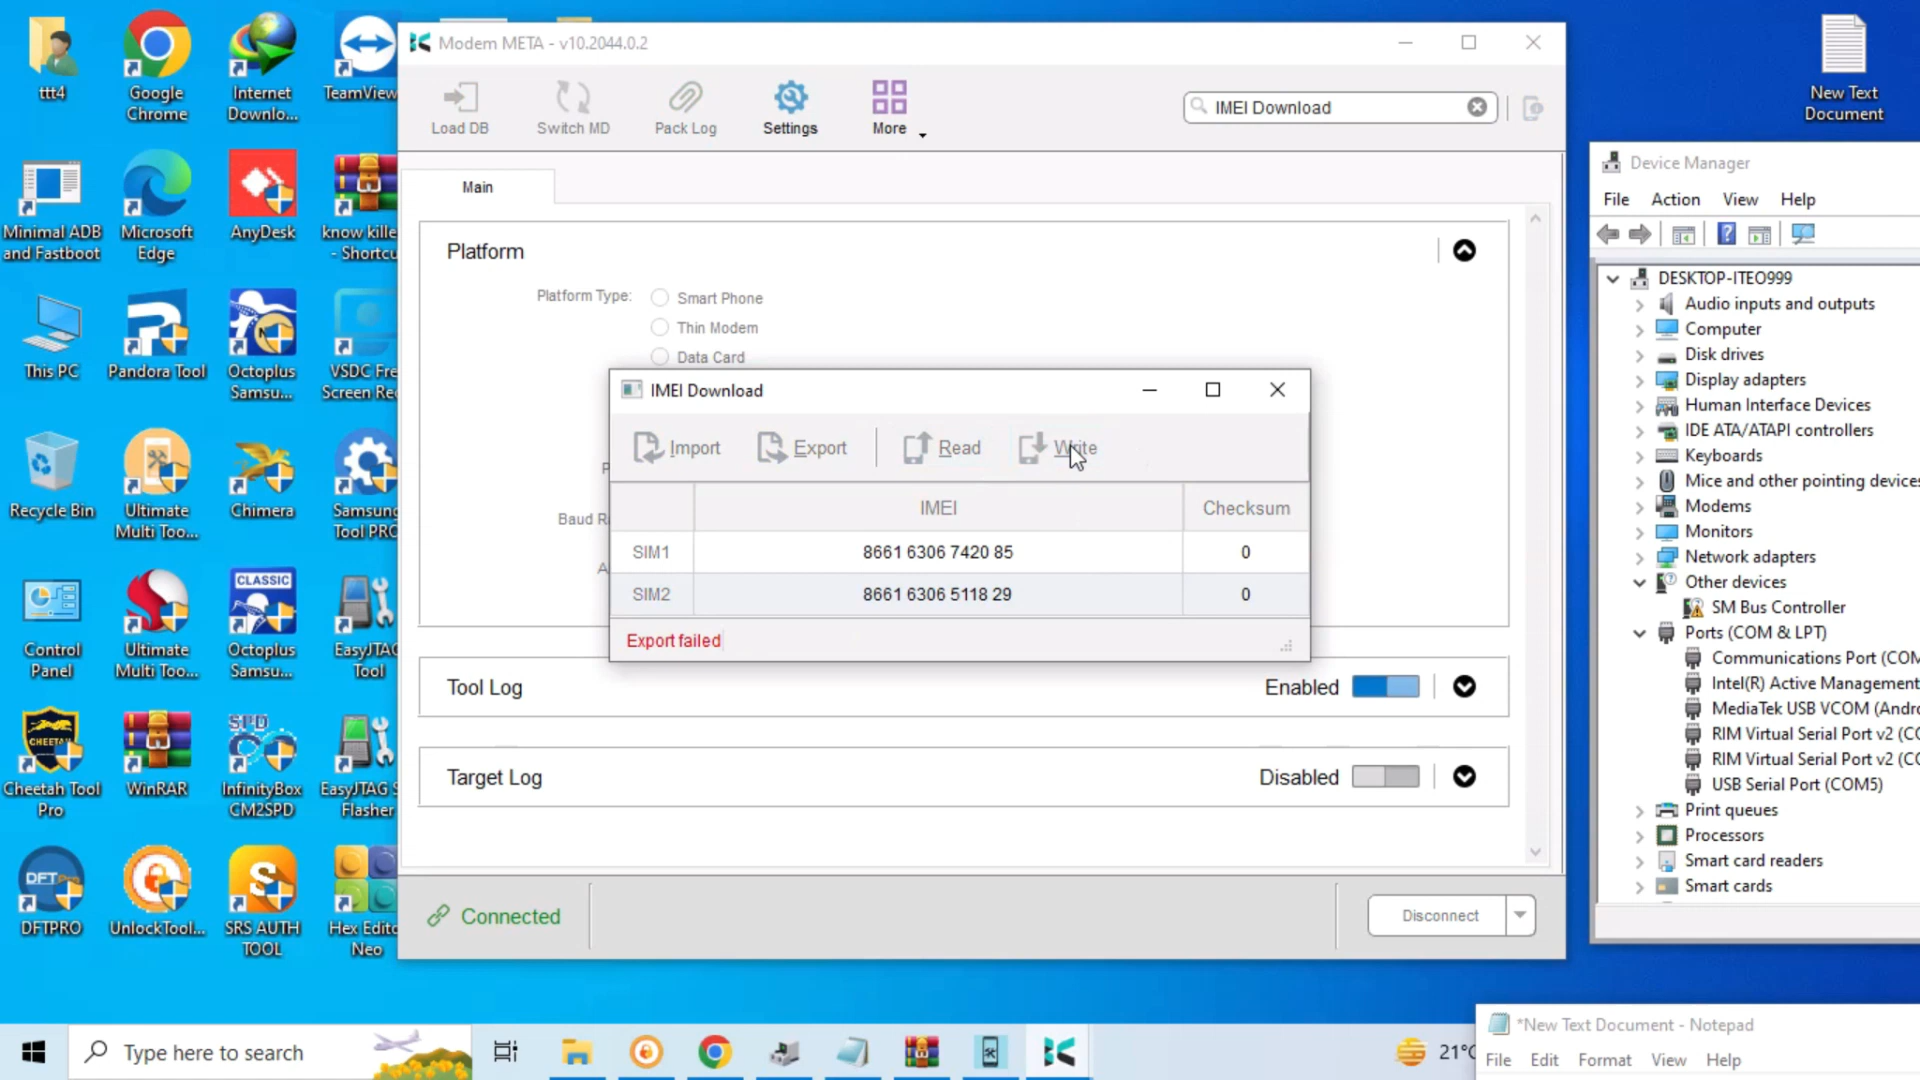 ttt4
Google
Chrome
Internet
Downlo...
TeamView
Minimal ADB
and Fastboot
Microsoft
Edge
AnyDesk
know kille
- Shortcu
This PC
Pandora Tool
Octoplus
Samsu...
VSDC Fre
Screen Rec
Recycle Bin
Ultimate
Multi Too...
Chimera
Samsung
Tool PRO
Control
Panel
Ultimate
Multi Too...
CLASSIC
Octoplus
Samsu...
EasyJTAG
Tool
CHEETAH
Cheetah Tool
Pro
WinRAR
SPD
InfinityBox
CM2SPD
EasyJTAG S
Flasher
DFT Pro
DFTPRO
UnlockTool...
SRS AUTH
TOOL
Hex Edito
Neo
Modem META - v10.2044.0.2
Load DB
Switch MD
Pack Log
Settings
More
IMEI Download
Main
Platform
Platform Type:
Smart Phone
Thin Modem
Data Card
P
Baud R
A
IMEI Download
Import
Export
Read
Write
IMEI
Checksum
SIM1
8661 6306 7420 85
0
SIM2
8661 6306 5118 29
0
Export failed
Tool Log
Enabled
Target Log
Disabled
Connected
Disconnect
New Text
Document
Device Manager
File Action View Help
DESKTOP-ITEO999
Audio inputs and outputs
Computer
Disk drives
Display adapters
Human Interface Devices
IDE ATA/ATAPI controllers
Keyboards
Mice and other pointing devices
Modems
Monitors
Network adapters
Other devices
SM Bus Controller
Ports (COM & LPT)
Communications Port (COM
Intel(R) Active Management
MediaTek USB VCOM (Andro
RIM Virtual Serial Port v2 (CO
RIM Virtual Serial Port v2 (CO
USB Serial Port (COM5)
Print queues
Processors
Smart card readers
Smart cards
*New Text Document - Notepad
File Edit Format View Help
Type here to search
21°C